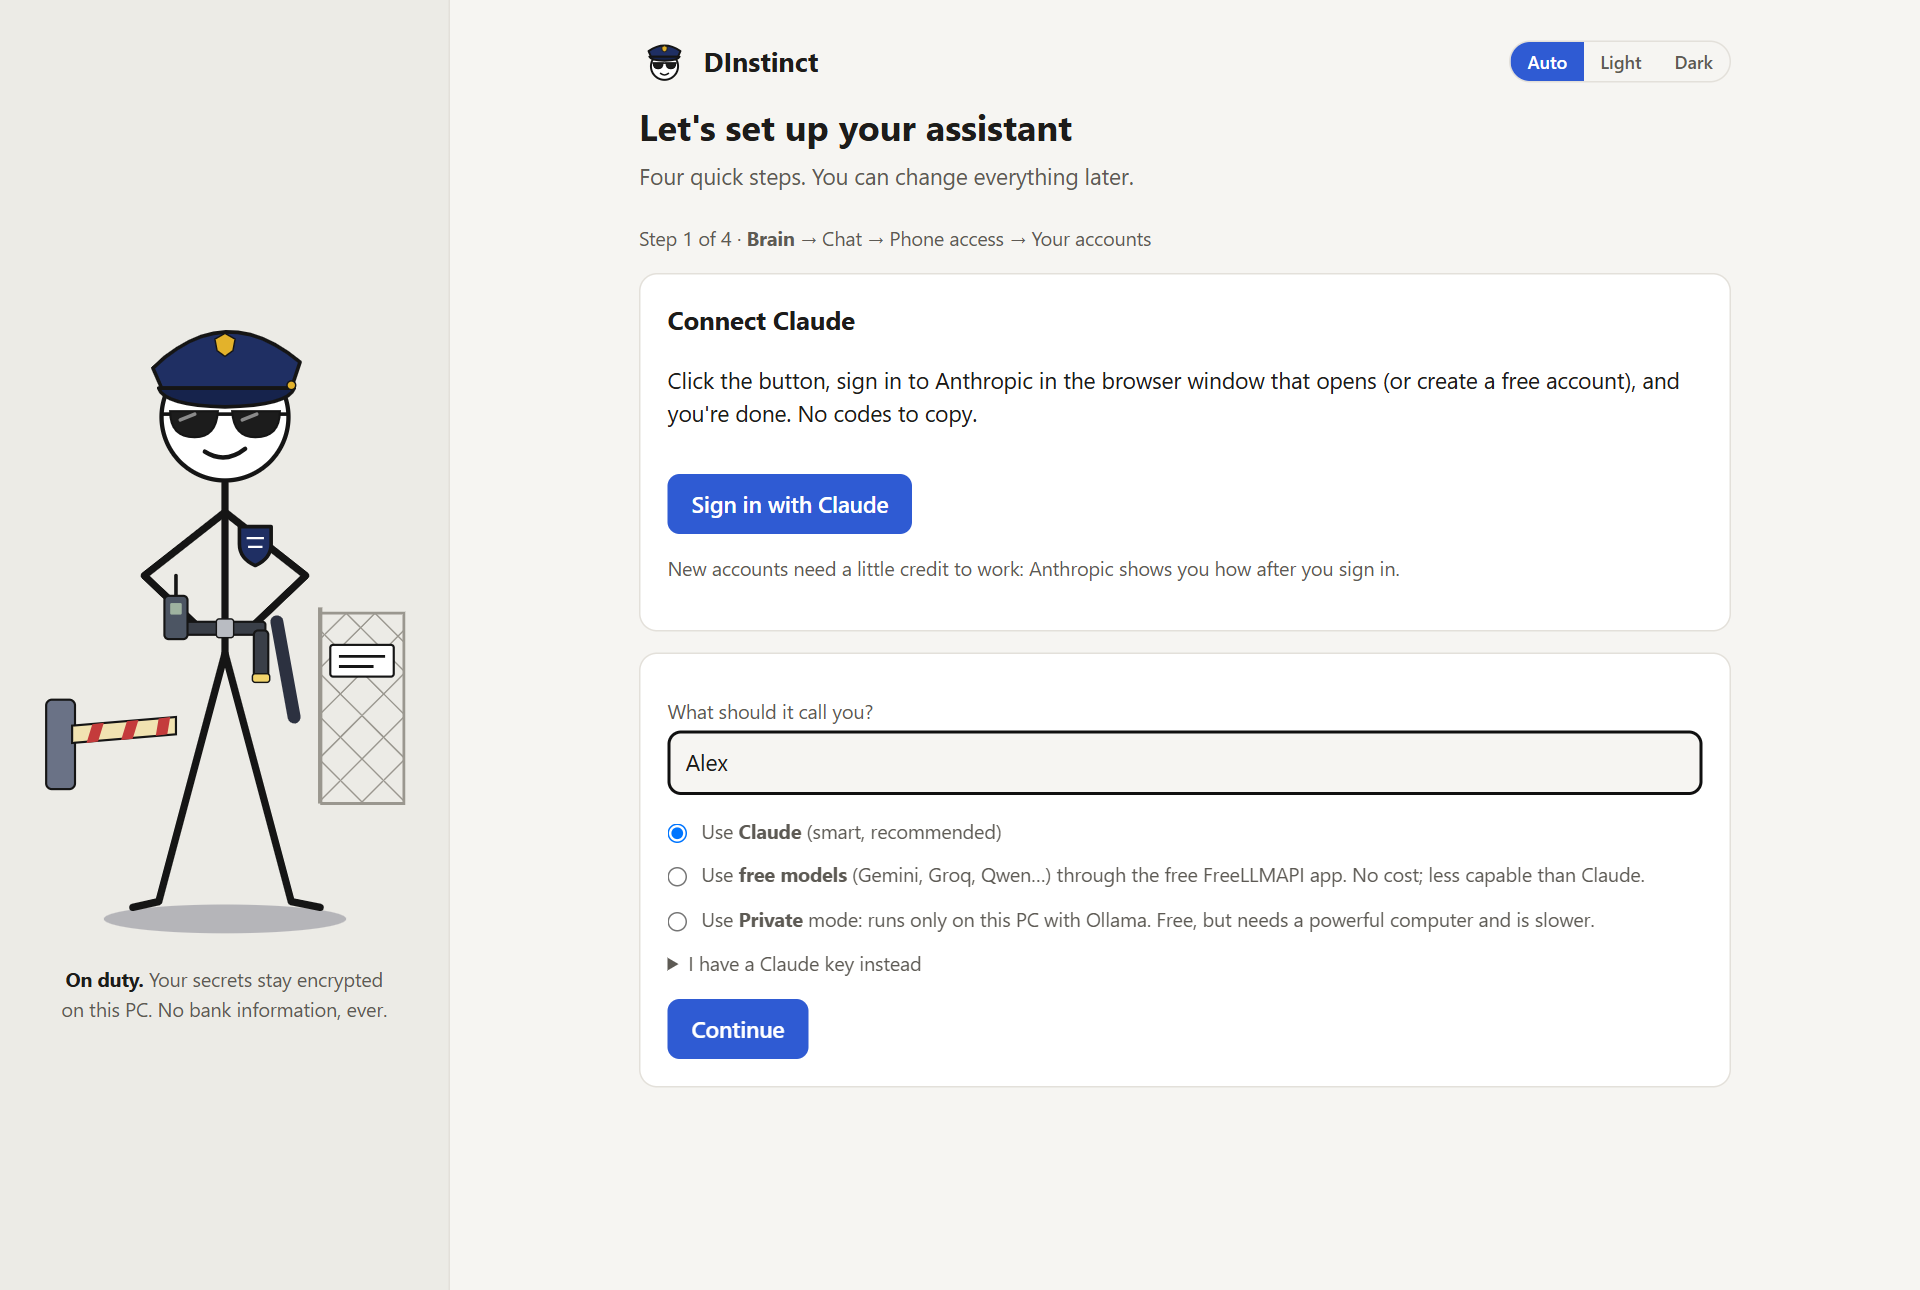 DInstinct
Auto Light Dark
Let's set up your assistant
Four quick steps. You can change everything later.
Step 1 of 4 · Brain → Chat → Phone access → Your accounts
Connect Claude
Click the button, sign in to Anthropic in the browser window that opens (or create a free account), and
you're done. No codes to copy.
Sign in with Claude
New accounts need a little credit to work: Anthropic shows you how after you sign in.
What should it call you?
Alex
Use Claude (smart, recommended)
Use free models (Gemini, Groq, Qwen...) through the free FreeLLMAPI app. No cost; less capable than Claude.
Use Private mode: runs only on this PC with Ollama. Free, but needs a powerful computer and is slower.
I have a Claude key instead
Continue
On duty. Your secrets stay encrypted
on this PC. No bank information, ever.